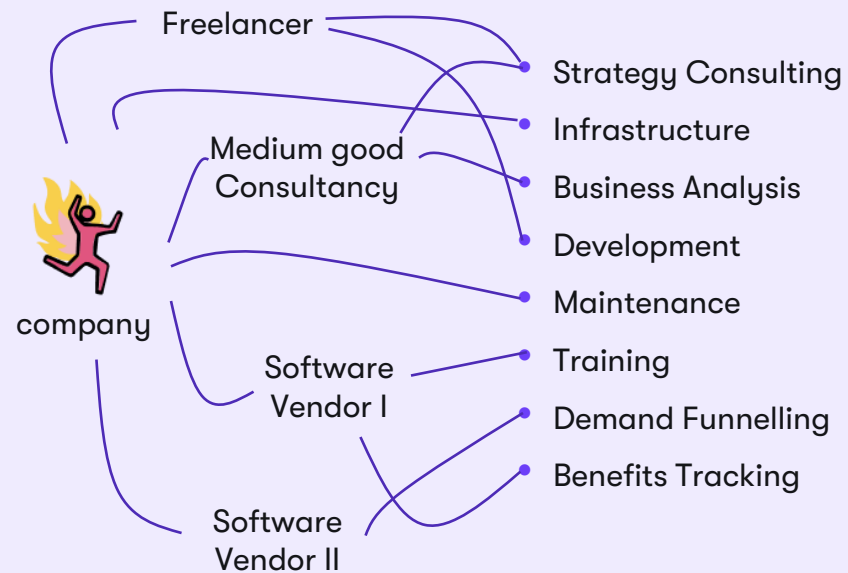 Freelancer
Strategy Consulting
Infrastructure
Medium good
Consultancy
Business Analysis
Development
Maintenance
company
Software
Vendor I
Training
Demand Funnelling
Benefits Tracking
Software
Vendor II